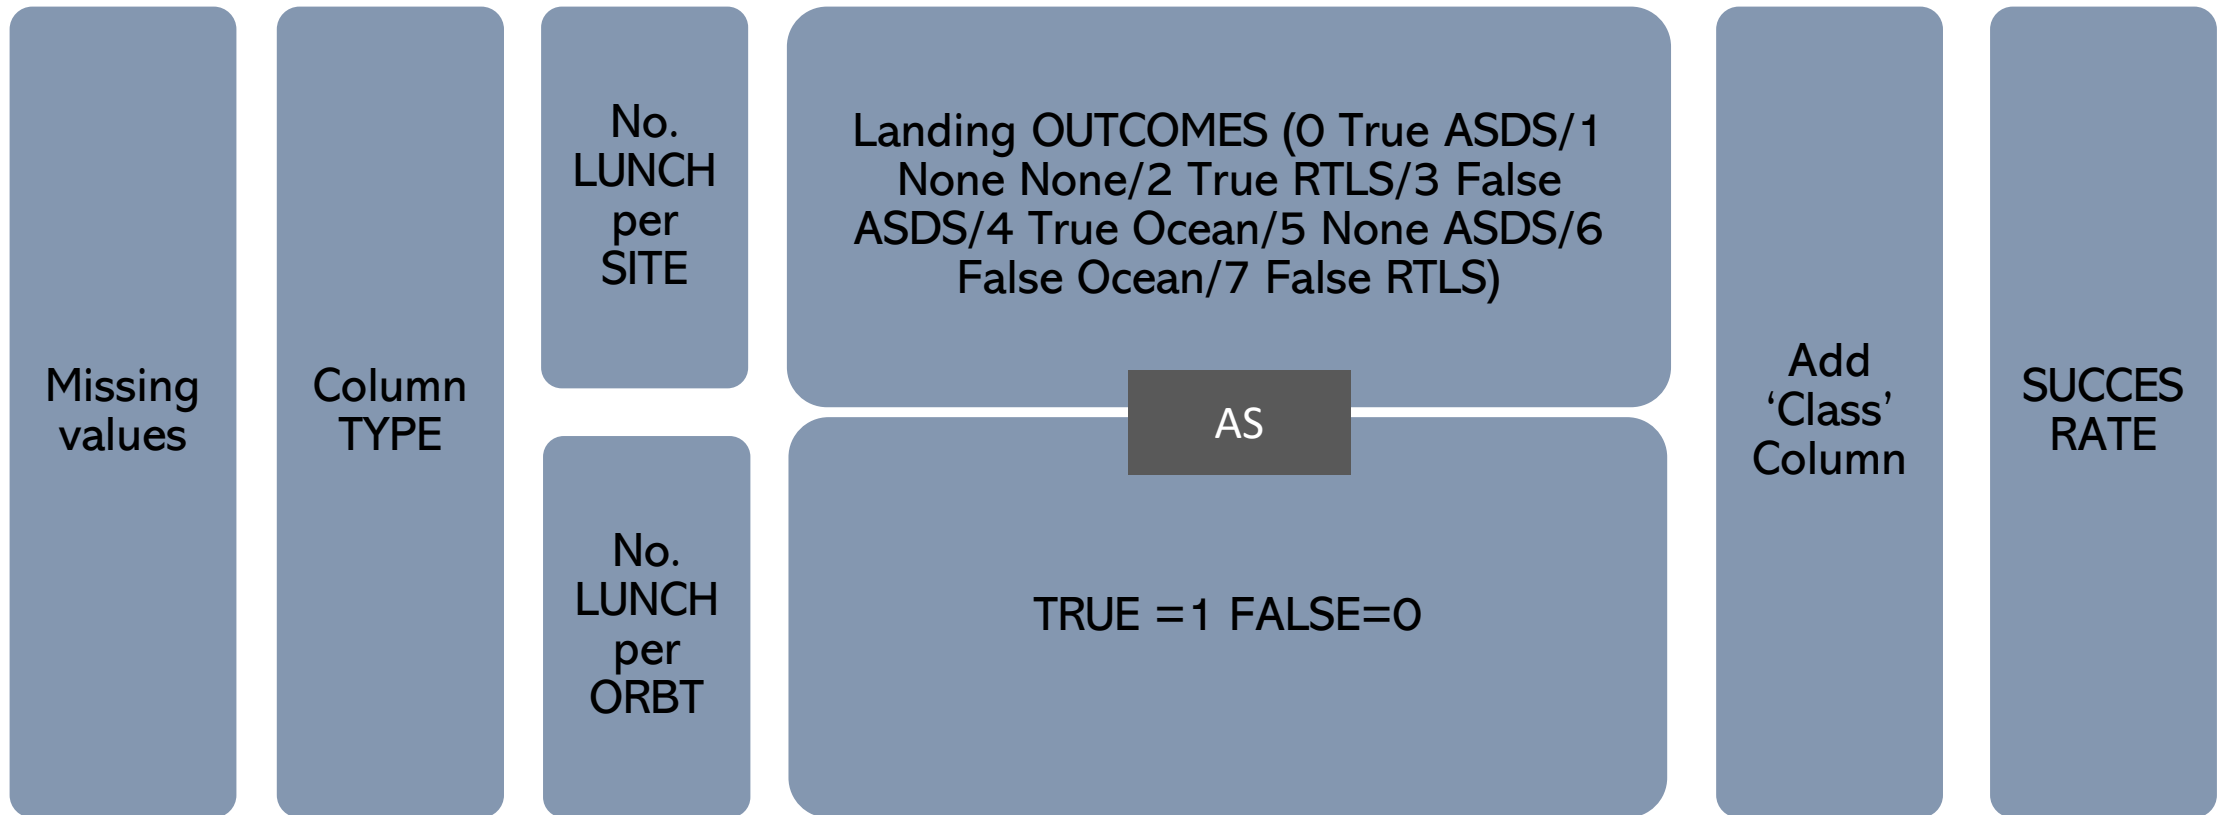 Missing
values
Column
TYPE
No.
LUNCH
per
SITE
No.
LUNCH
per
ORBT
Landing OUTCOMES (0 True ASDS/1
None None/2 True RTLS/3 False
ASDS/4 True Ocean/5 None ASDS/6
False Ocean/7 False RTLS)
AS
TRUE =1 FALSE=0
Add
‘Class’
Column
SUCCES
RATE